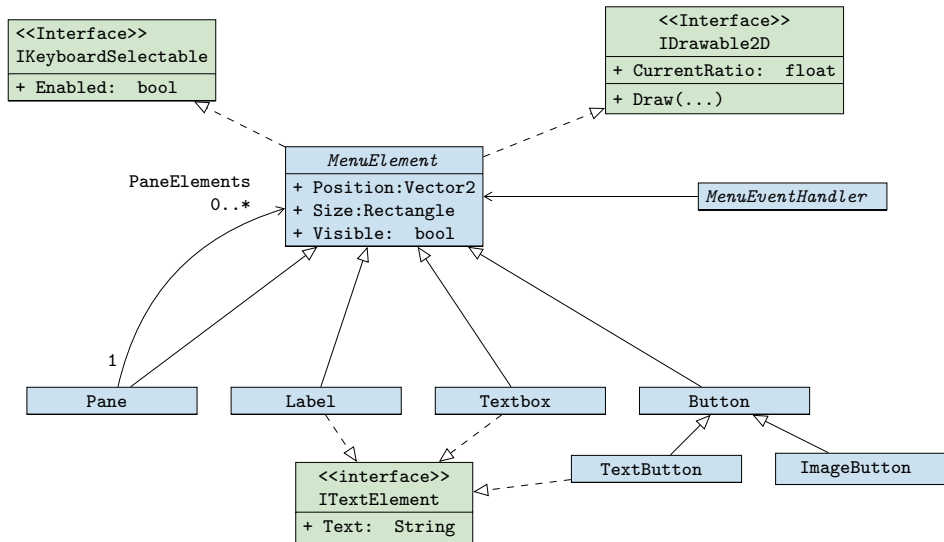 <<Interface>>
IKeyboardSelectable
+ Enabled: bool
<<Interface>>
IDrawable2D
+ CurrentRatio: float
+ Draw(...)
MenuElement
+ Position:Vector2
+ Size:Rectangle
+ Visible: bool
PaneElements
0..*
MenuEventHandler
1
Pane
Label
Textbox
Button
<<interface>>
ITextElement
+ Text: String
TextButton
ImageButton